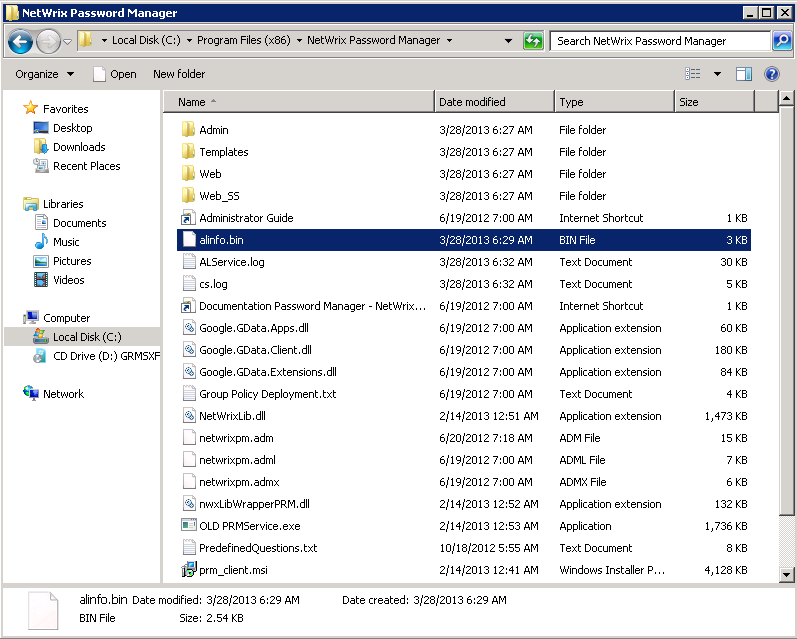 NetWrix Password Manager
Local Disk (C:) Program Files (x86) NetWrix Password Manager Search NetWrix Password Manager
Organize Open New folder
Favorites
Desktop
Downloads
Recent Places
Libraries
Documents
Music
Pictures
Videos
Computer
Local Disk (C:)
CD Drive (D:) GRMSXF
Network
Name Date modified Type Size
Admin 3/28/2013 6:27 AM File folder
Templates 3/28/2013 6:27 AM File folder
Web 3/28/2013 6:27 AM File folder
Web_SS 3/28/2013 6:27 AM File folder
Administrator Guide 6/19/2012 7:00 AM Internet Shortcut 1 KB
alinfo.bin 3/28/2013 6:29 AM BIN File 3 KB
ALService.log 3/28/2013 6:32 AM Text Document 30 KB
cs.log 3/28/2013 6:32 AM Text Document 5 KB
Documentation Password Manager - NetWrix... 6/19/2012 7:00 AM Internet Shortcut 1 KB
Google.GData.Apps.dll 6/19/2012 7:00 AM Application extension 60 KB
Google.GData.Client.dll 6/19/2012 7:00 AM Application extension 180 KB
Google.GData.Extensions.dll 6/19/2012 7:00 AM Application extension 84 KB
Group Policy Deployment.txt 6/19/2012 7:00 AM Text Document 4 KB
NetWrixLib.dll 2/14/2013 12:51 AM Application extension 1,473 KB
netwrixpm.adm 6/20/2012 7:18 AM ADM File 15 KB
netwrixpm.adml 6/19/2012 7:00 AM ADML File 7 KB
netwrixpm.admx 6/19/2012 7:00 AM ADMX File 6 KB
nwxLibWrapperPRM.dll 2/14/2013 12:52 AM Application extension 132 KB
OLD PRMService.exe 2/14/2013 12:53 AM Application 1,736 KB
PredefinedQuestions.txt 10/18/2012 5:55 AM Text Document 8 KB
prm_client.msi 2/14/2013 12:41 AM Windows Installer P... 4,128 KB
alinfo.bin Date modified: 3/28/2013 6:29 AM Date created: 3/28/2013 6:29 AM
BIN File Size: 2.54 KB